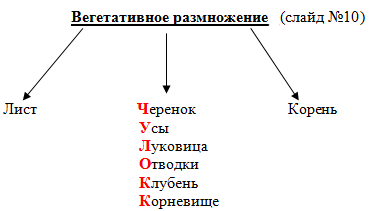 Вегетативное размножение (слайд №10)
Лист Черенок Корень
Усы
Луковица
Отводки
Клубень
Корневище